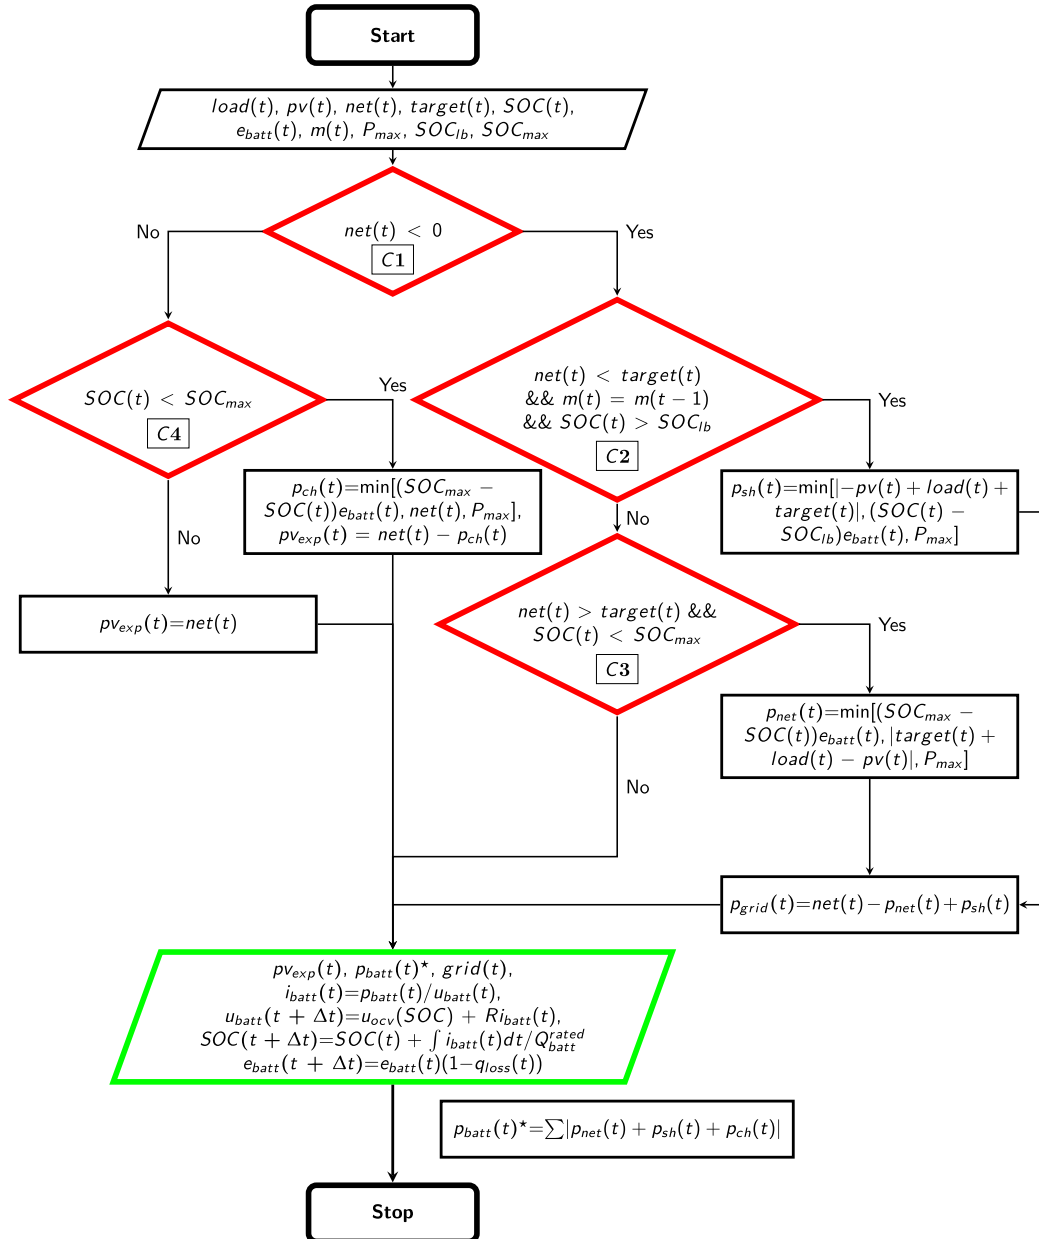 Start
load(t), pv(t), net(t), target(t), SOC(t),
e_batt(t), m(t), P_max, SOC_lb, SOC_max
net(t) < 0
C1
No
Yes
SOC(t) < SOC_max
C4
Yes
No
net(t) < target(t)
&& m(t) = m(t − 1)
&& SOC(t) > SOC_lb
C2
Yes
No
p_ch(t)=min[(SOC_max −
SOC(t))e_batt(t), net(t), P_max],
pv_exp(t) = net(t) − p_ch(t)
p_sh(t)=min[|−pv(t) + load(t) +
target(t)|, (SOC(t) −
SOC_lb)e_batt(t), P_max]
pv_exp(t)=net(t)
net(t) > target(t) &&
SOC(t) < SOC_max
C3
Yes
No
p_net(t)=min[(SOC_max −
SOC(t))e_batt(t), |target(t) +
load(t) − pv(t)|, P_max]
p_grid(t)=net(t) − p_net(t) + p_sh(t)
pv_exp(t), p_batt(t)⋆, grid(t),
i_batt(t)=p_batt(t)/u_batt(t),
u_batt(t + Δt)=u_ocv(SOC) + Ri_batt(t),
SOC(t + Δt)=SOC(t) + ∫ i_batt(t)dt/Q_batt^rated
e_batt(t + Δt)=e_batt(t)(1−q_loss(t))
p_batt(t)⋆=∑|p_net(t) + p_sh(t) + p_ch(t)|
Stop